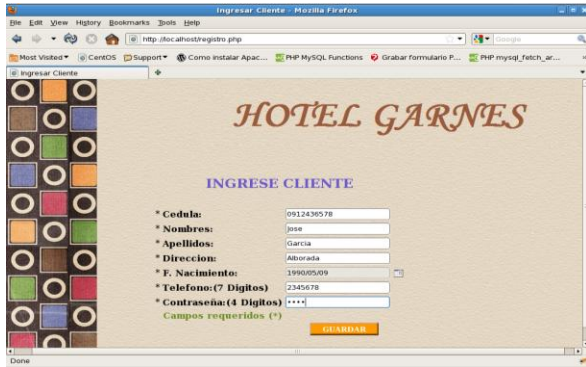 Ingresar Cliente - Mozilla Firefox
File Edit View History Bookmarks Tools Help
http://localhost/registro.php Google
Most Visited CentOS Support Como instalar Apac... PHP MySQL Functions Grabar formulario P... PHP mysql_fetch_ar...
Ingresar Cliente
HOTEL GARNES
INGRESE CLIENTE
* Cedula: 0912436578
* Nombres: Jose
* Apellidos: Garcia
* Direccion: Alborada
* F. Nacimiento: 1990/05/09
* Telefono:(7 Digitos) 2345678
* Contraseña:(4 Digitos) ••••
Campos requeridos (*)
GUARDAR
Done